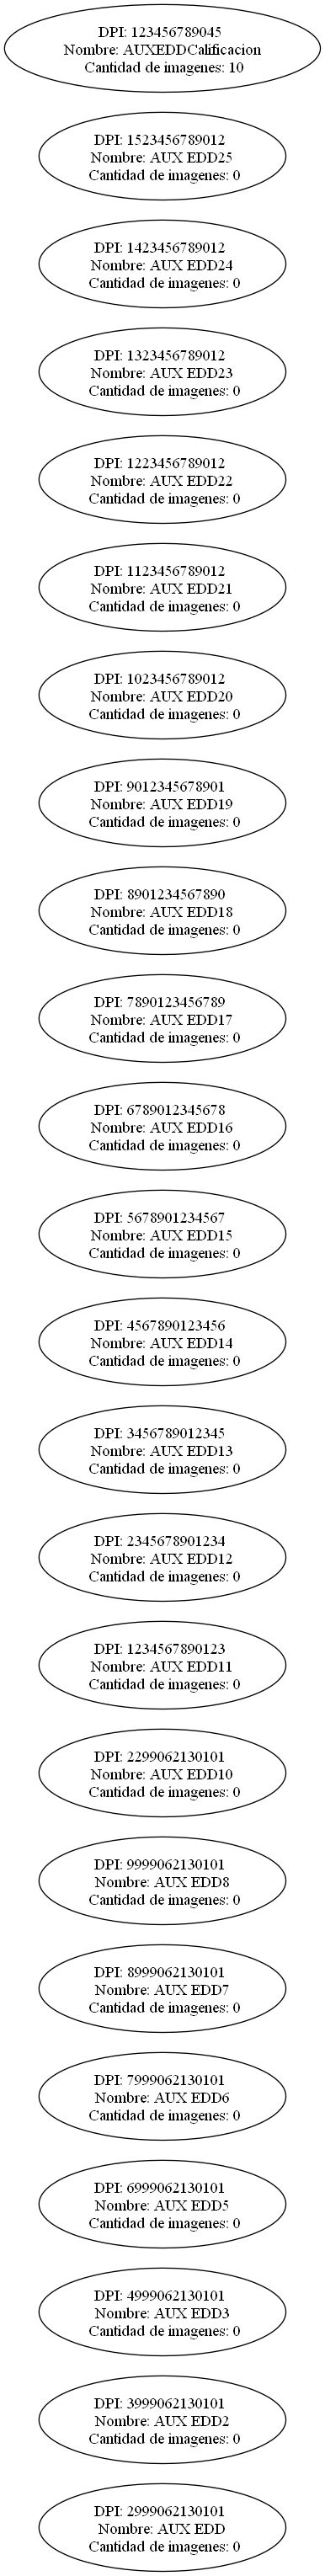 DPI: 123456789045
Nombre: AUXEDDCalificacion
Cantidad de imagenes: 10
DPI: 1523456789012
Nombre: AUX EDD25
Cantidad de imagenes: 0
DPI: 1423456789012
Nombre: AUX EDD24
Cantidad de imagenes: 0
DPI: 1323456789012
Nombre: AUX EDD23
Cantidad de imagenes: 0
DPI: 1223456789012
Nombre: AUX EDD22
Cantidad de imagenes: 0
DPI: 1123456789012
Nombre: AUX EDD21
Cantidad de imagenes: 0
DPI: 1023456789012
Nombre: AUX EDD20
Cantidad de imagenes: 0
DPI: 9012345678901
Nombre: AUX EDD19
Cantidad de imagenes: 0
DPI: 8901234567890
Nombre: AUX EDD18
Cantidad de imagenes: 0
DPI: 7890123456789
Nombre: AUX EDD17
Cantidad de imagenes: 0
DPI: 6789012345678
Nombre: AUX EDD16
Cantidad de imagenes: 0
DPI: 5678901234567
Nombre: AUX EDD15
Cantidad de imagenes: 0
DPI: 4567890123456
Nombre: AUX EDD14
Cantidad de imagenes: 0
DPI: 3456789012345
Nombre: AUX EDD13
Cantidad de imagenes: 0
DPI: 2345678901234
Nombre: AUX EDD12
Cantidad de imagenes: 0
DPI: 1234567890123
Nombre: AUX EDD11
Cantidad de imagenes: 0
DPI: 2299062130101
Nombre: AUX EDD10
Cantidad de imagenes: 0
DPI: 9999062130101
Nombre: AUX EDD8
Cantidad de imagenes: 0
DPI: 8999062130101
Nombre: AUX EDD7
Cantidad de imagenes: 0
DPI: 7999062130101
Nombre: AUX EDD6
Cantidad de imagenes: 0
DPI: 6999062130101
Nombre: AUX EDD5
Cantidad de imagenes: 0
DPI: 4999062130101
Nombre: AUX EDD3
Cantidad de imagenes: 0
DPI: 3999062130101
Nombre: AUX EDD2
Cantidad de imagenes: 0
DPI: 2999062130101
Nombre: AUX EDD
Cantidad de imagenes: 0